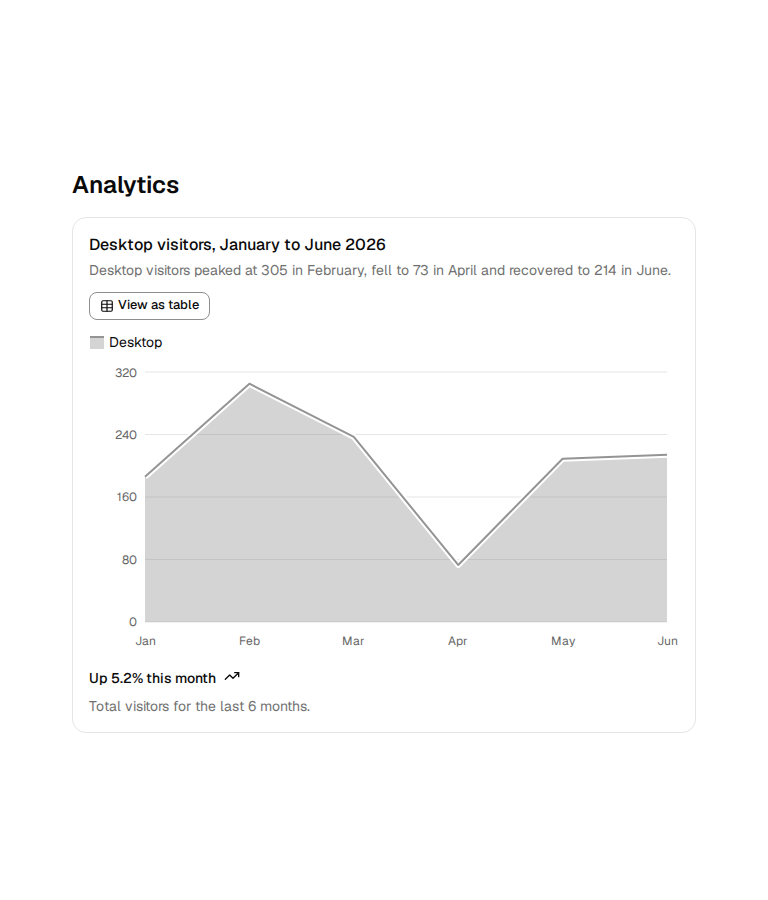 Analytics
Desktop visitors, January to June 2026
Desktop visitors peaked at 305 in February, fell to 73 in April and recovered to 214 in June.
View as table
Desktop
320
240
160
80
0
Jan Feb Mar Apr May Jun
Up 5.2% this month
Total visitors for the last 6 months.